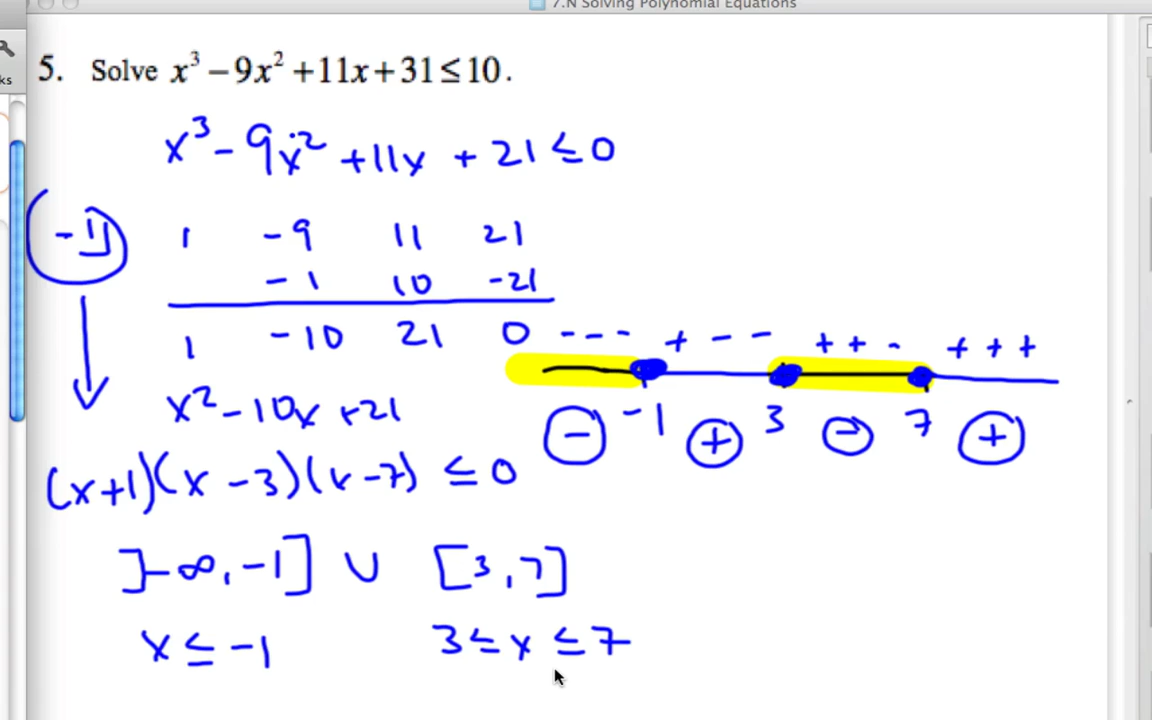 7.N Solving Polynomial Equations
ks
5. Solve x³ − 9x² + 11x + 31 ≤ 10.
x³ - 9x² + 11x + 21 ≤ 0
-1 1 -9 11 21
-1 10 -21
1 -10 21 0
- - - + - - + + - + + +
x² - 10x + 21
-1 3 7
- + - +
(x+1)(x-3)(x-7) ≤ 0
]-∞,-1] ∪ [3,7]
x ≤ -1 3 ≤ x ≤ 7